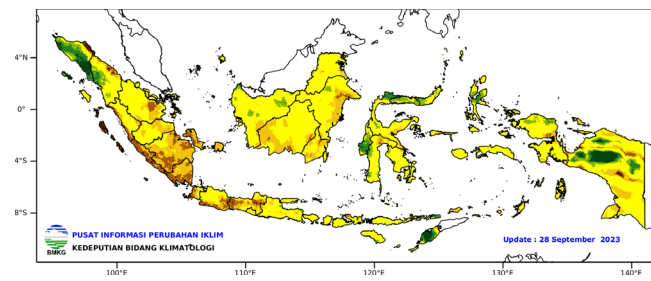 4°N
0°
4°S
8°S
PUSAT INFORMASI PERUBAHAN IKLIM
KEDEPUTIAN BIDANG KLIMATOLOGI
BMKG
Update : 28 September 2023
100°E
110°E
120°E
130°E
140°E